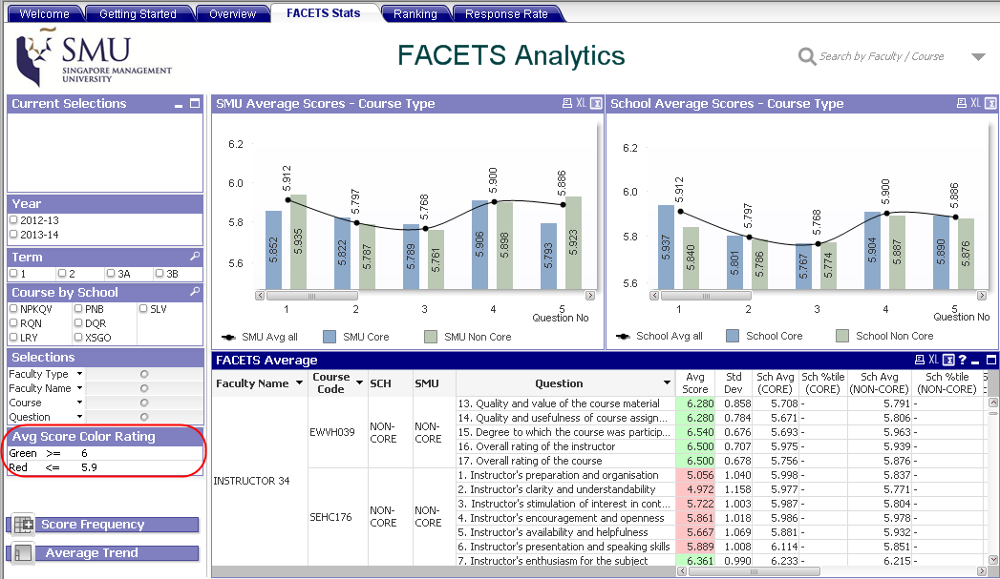 Welcome
Getting Started
Overview
FACETS Stats
Ranking
Response Rate
SMU
SINGAPORE MANAGEMENT
UNIVERSITY
FACETS Analytics
Search by Faculty / Course
Current Selections
Year
2012-13
2013-14
Term
1 2 3A 3B
Course by School
NPKQV PNB SLV
RQN DQR
LRY XSGO
Selections
Faculty Type
Faculty Name
Course
Question
Avg Score Color Rating
Green >= 6
Red <= 5.9
Score Frequency
Average Trend
SMU Average Scores - Course Type XL
6.2
6.0
5.8
5.6
5.912 5.797 5.768 5.900 5.886
5.852 5.935 5.822 5.787 5.789 5.761 5.906 5.898 5.793 5.923
1 2 3 4 5
Question No
SMU Avg all SMU Core SMU Non Core
School Average Scores - Course Type XL
6.2
6.0
5.8
5.6
5.912 5.797 5.768 5.900 5.886
5.937 5.840 5.801 5.786 5.767 5.774 5.904 5.887 5.890 5.876
1 2 3 4 5
Question No
School Avg all School Core School Non Core
FACETS Average XL ?
Faculty Name Course Code SCH SMU Question Avg Score Std Dev Sch Avg (CORE) Sch %tile (CORE) Sch Avg (NON-CORE) Sch %tile (NON-CORE)
INSTRUCTOR 34
EWVH039 NON-CORE NON-CORE
13. Quality and value of the course material 6.280 0.858 5.708 - 5.791 -
14. Quality and usefulness of course assign... 6.280 0.784 5.671 - 5.806 -
15. Degree to which the course was particip... 6.540 0.676 5.693 - 5.963 -
16. Overall rating of the instructor 6.500 0.707 5.975 - 5.939 -
17. Overall rating of the course 6.500 0.678 5.756 - 5.876 -
SEHC176 NON-CORE NON-CORE
1. Instructor's preparation and organisation 5.056 1.040 5.998 - 5.837 -
2. Instructor's clarity and understandability 4.972 1.158 5.977 - 5.771 -
3. Instructor's stimulation of interest in cont... 5.722 1.003 5.987 - 5.804 -
4. Instructor's encouragement and openness 5.861 1.018 5.986 - 5.978 -
5. Instructor's availability and helpfulness 5.667 1.069 5.881 - 5.932 -
6. Instructor's presentation and speaking skills 5.889 1.008 6.114 - 5.851 -
7. Instructor's enthusiasm for the subject 6.361 0.990 6.233 - 6.215 -